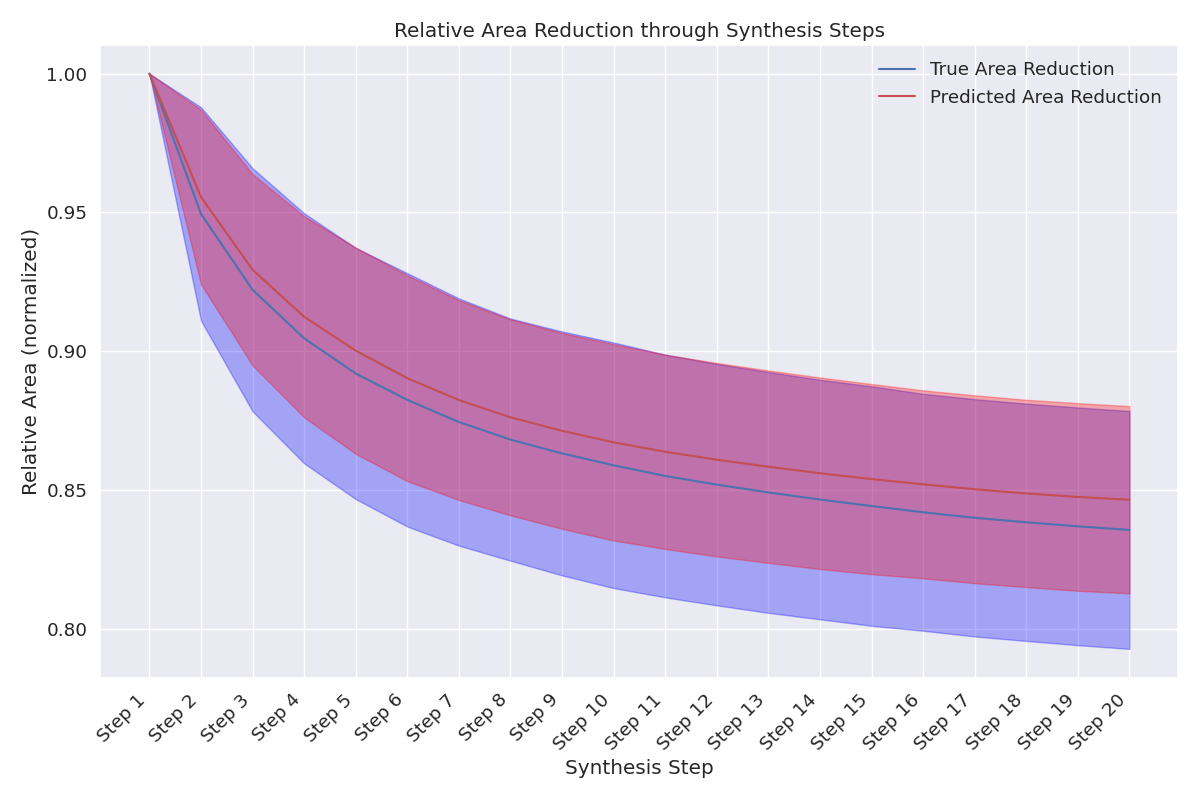 Relative Area Reduction through Synthesis Steps
True Area Reduction
Predicted Area Reduction
Relative Area (normalized)
1.00
0.95
0.90
0.85
0.80
Step 1
Step 2
Step 3
Step 4
Step 5
Step 6
Step 7
Step 8
Step 9
Step 10
Step 11
Step 12
Step 13
Step 14
Step 15
Step 16
Step 17
Step 18
Step 19
Step 20
Synthesis Step